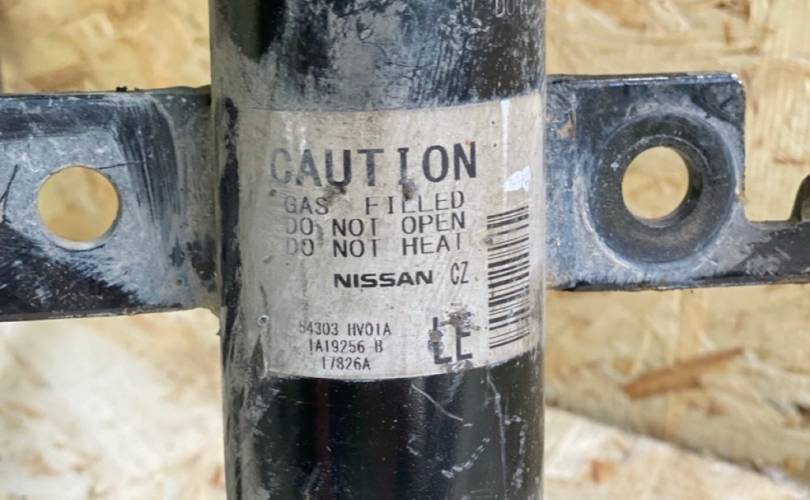 CAUTION
GAS FILLED
DO NOT OPEN
DO NOT HEAT
NISSAN CZ
54303 HV01A
1A19256 B
17826A
LE